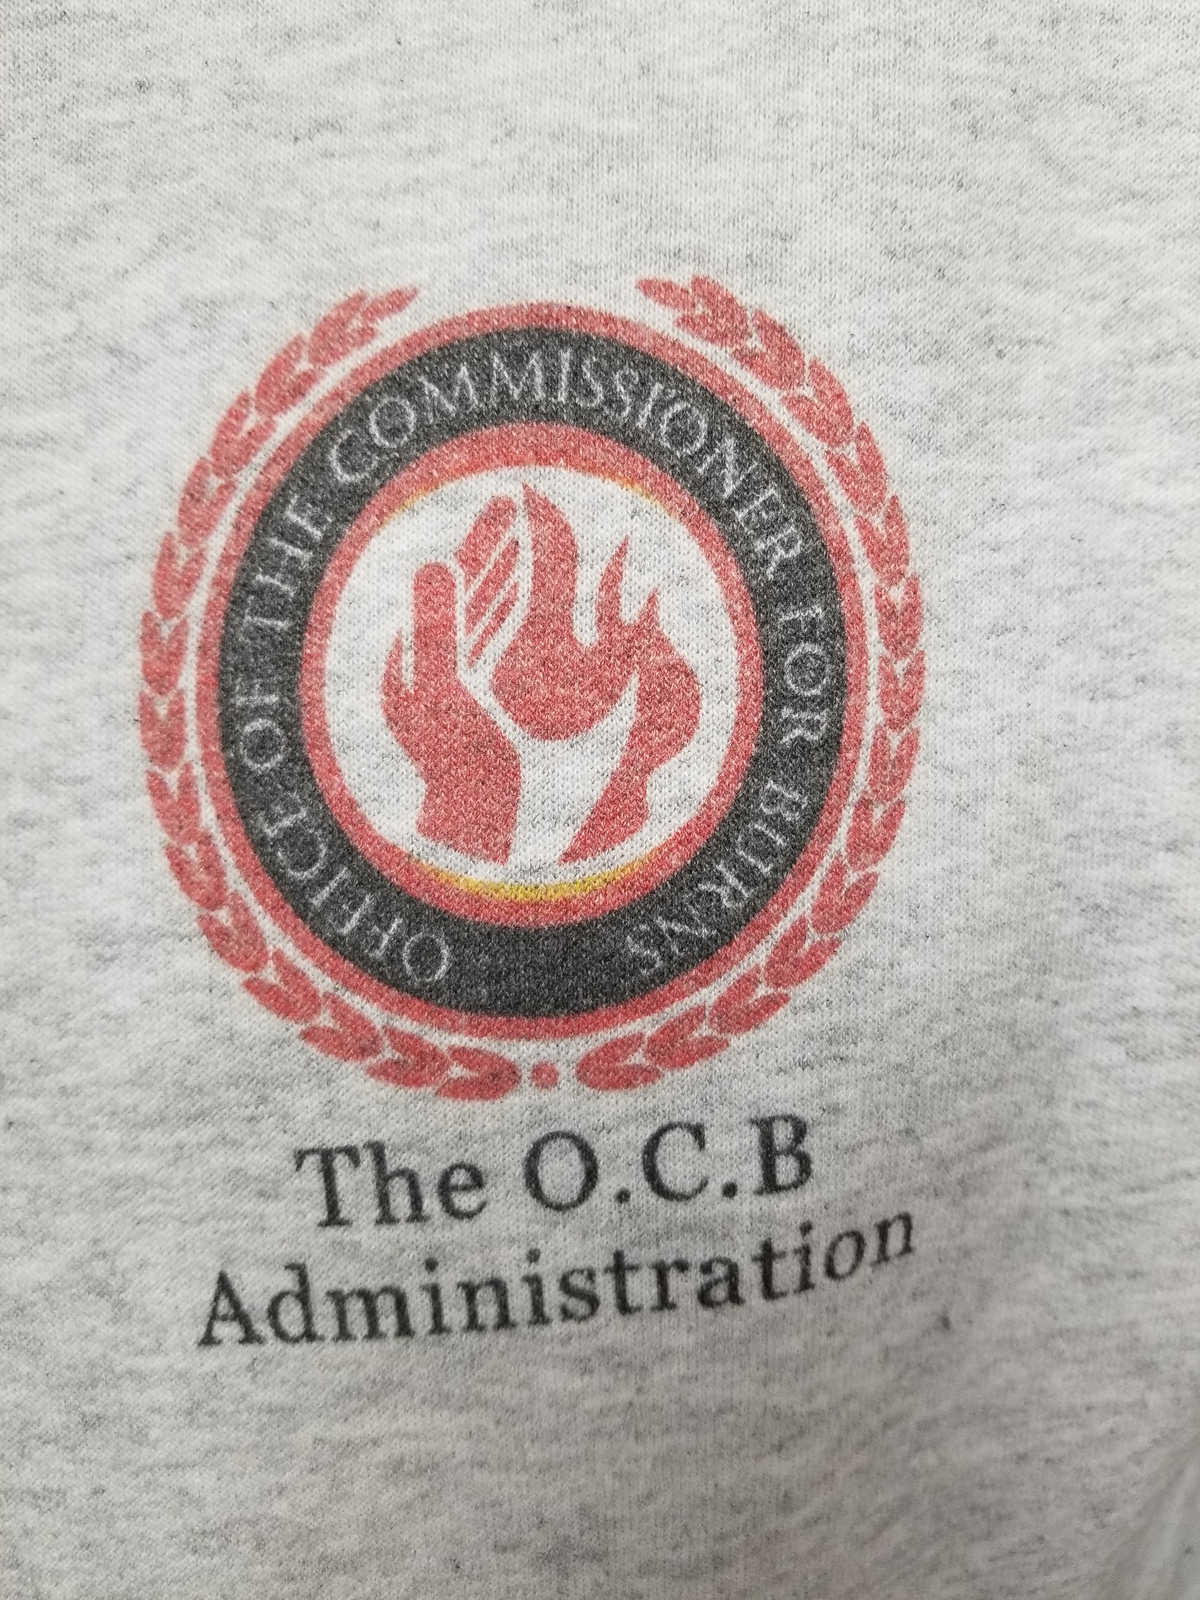 OFFICE OF THE COMMISSIONER FOR BURNS
The O.C.B
Administration